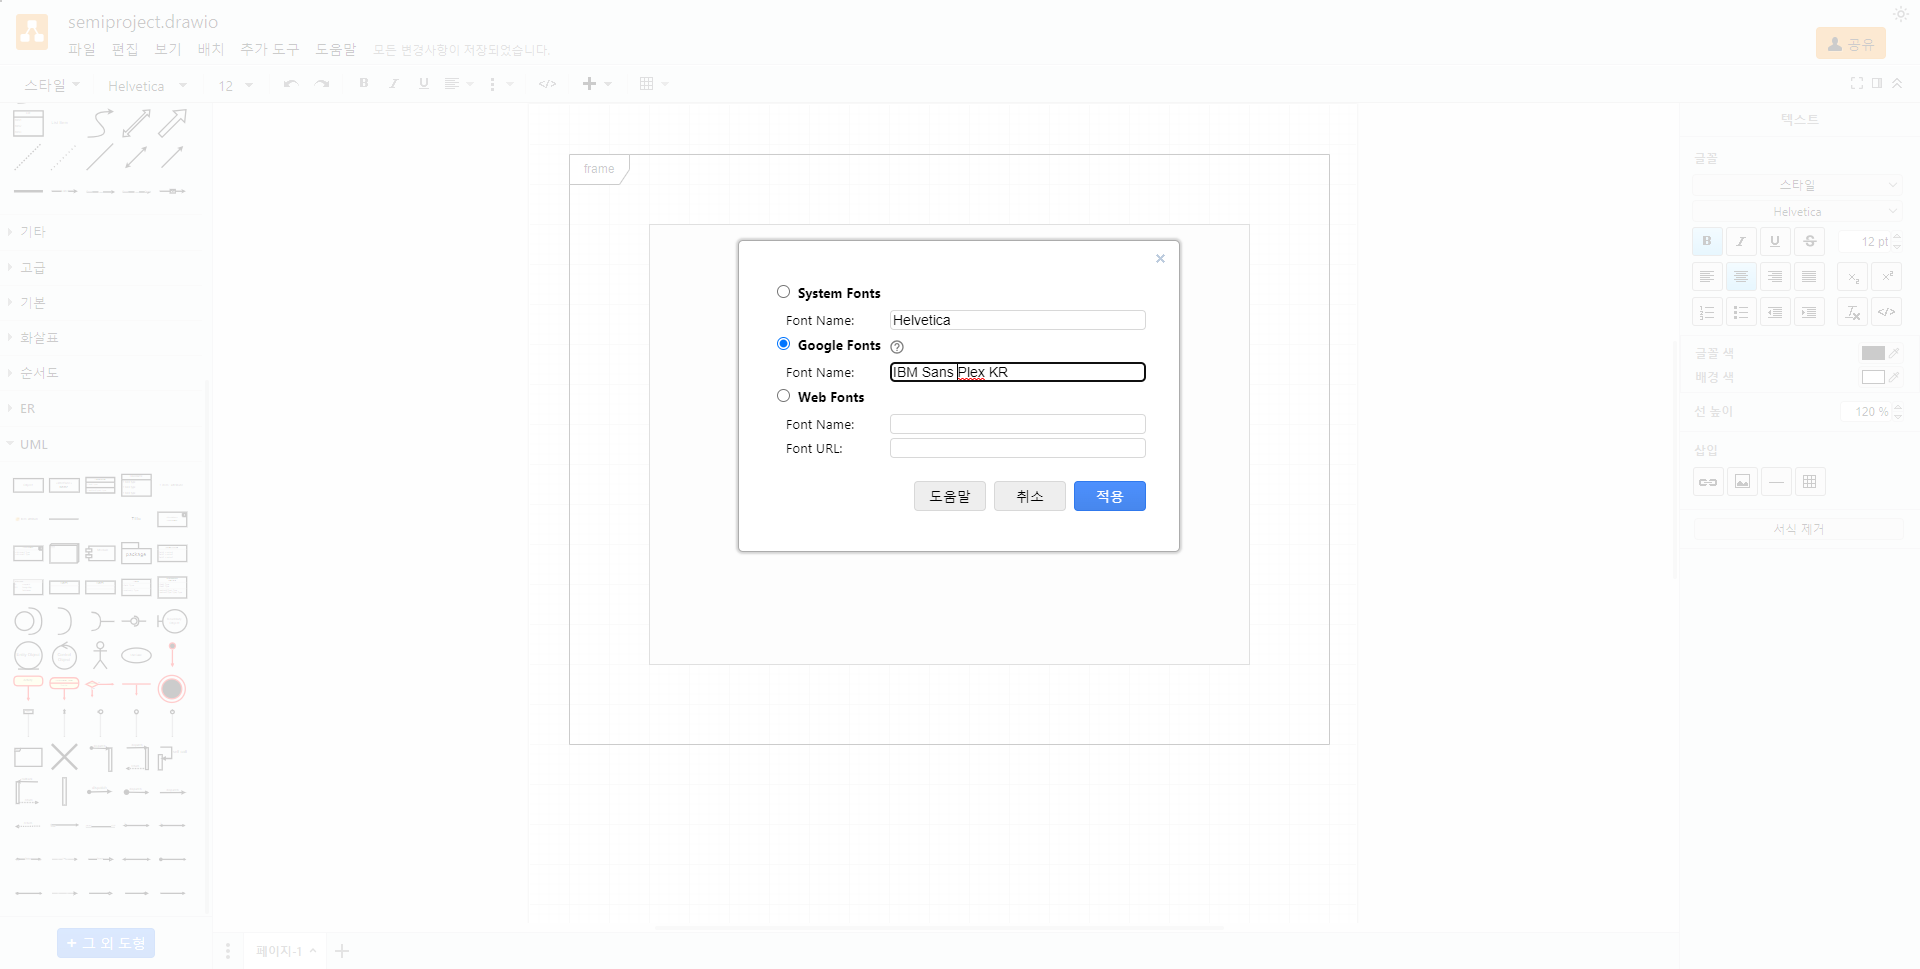 semiproject.drawio
파일 편집 보기 배치 추가 도구 도움말 모든 변경사항이 저장되었습니다.
공유
스타일 Helvetica 12 B I U </>
frame
기타
고급
기본
화살표
순서도
ER
UML
package
+ 그 외 도형
System Fonts
Font Name: Helvetica
Google Fonts ?
Font Name: IBM Sans Plex KR
Web Fonts
Font Name:
Font URL:
도움말 취소 적용
텍스트
글꼴
스타일
Helvetica
B I U S 12 pt
글꼴 색
배경 색
선 높이 120 %
삽입
서식 제거
페이지-1